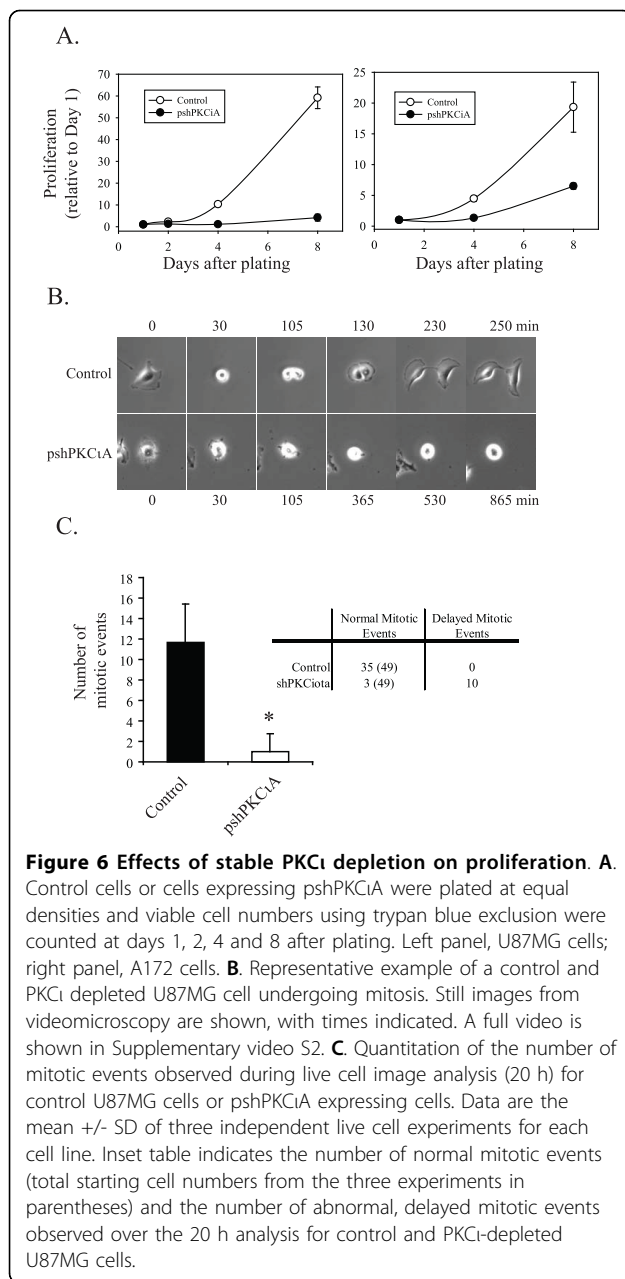 A.
Proliferation
(relative to Day 1)
70
60
50
40
30
20
10
0
Control
pshPKCiA
0 2 4 6 8
Days after plating
25
20
15
10
5
0
Control
pshPKCiA
0 2 4 6 8
Days after plating
B.
0 30 105 130 230 250 min
Control
pshPKCιA
0 30 105 365 530 865 min
C.
Number of
mitotic events
18
16
14
12
10
8
6
4
2
0
*
Control
pshPKCιA
Normal Mitotic Events Delayed Mitotic Events
Control 35 (49) 0
shPKCiota 3 (49) 10
Figure 6 Effects of stable PKCι depletion on proliferation. A.
Control cells or cells expressing pshPKCιA were plated at equal
densities and viable cell numbers using trypan blue exclusion were
counted at days 1, 2, 4 and 8 after plating. Left panel, U87MG cells;
right panel, A172 cells. B. Representative example of a control and
PKCι depleted U87MG cell undergoing mitosis. Still images from
videomicroscopy are shown, with times indicated. A full video is
shown in Supplementary video S2. C. Quantitation of the number of
mitotic events observed during live cell image analysis (20 h) for
control U87MG cells or pshPKCιA expressing cells. Data are the
mean +/- SD of three independent live cell experiments for each
cell line. Inset table indicates the number of normal mitotic events
(total starting cell numbers from the three experiments in
parentheses) and the number of abnormal, delayed mitotic events
observed over the 20 h analysis for control and PKCι-depleted
U87MG cells.